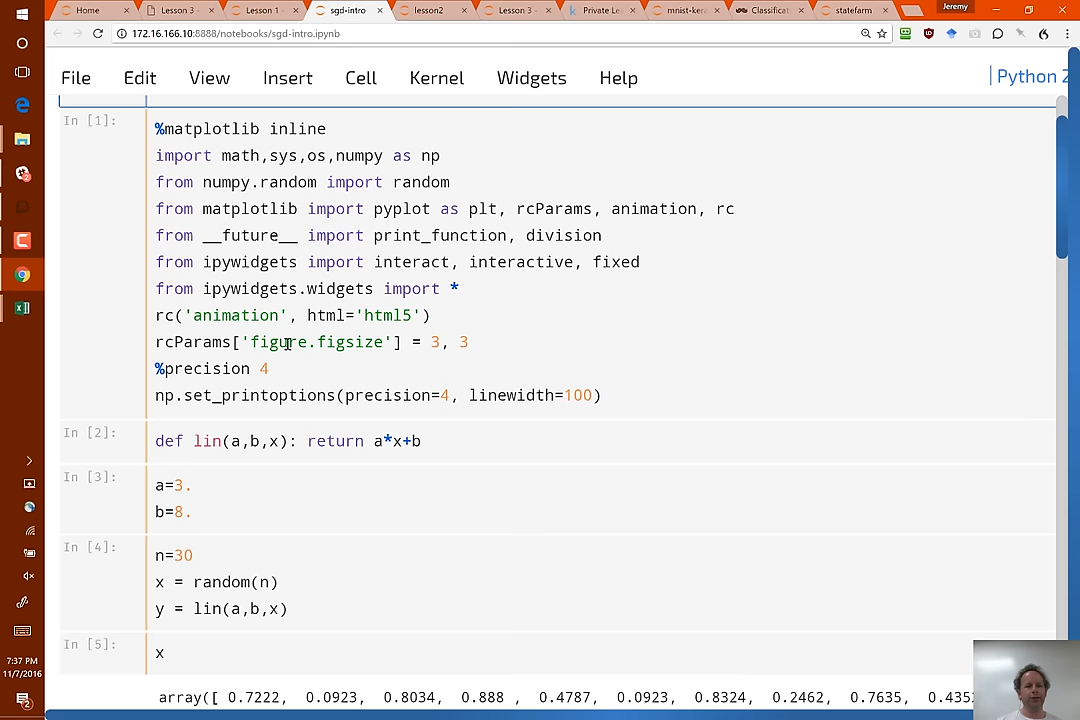 Home
Lesson 3 -
Lesson 1 -
sgd-intro
lesson2
Lesson 3 -
Private Le
mnist-ker
Classificat
statefarm
Jeremy
172.16.166.10:8888/notebooks/sgd-intro.ipynb
File Edit View Insert Cell Kernel Widgets Help
Python 2
In [1]:
%matplotlib inline
import math,sys,os,numpy as np
from numpy.random import random
from matplotlib import pyplot as plt, rcParams, animation, rc
from __future__ import print_function, division
from ipywidgets import interact, interactive, fixed
from ipywidgets.widgets import *
rc('animation', html='html5')
rcParams['figure.figsize'] = 3, 3
%precision 4
np.set_printoptions(precision=4, linewidth=100)
In [2]:
def lin(a,b,x): return a*x+b
In [3]:
a=3.
b=8.
In [4]:
n=30
x = random(n)
y = lin(a,b,x)
In [5]:
x
array([ 0.7222, 0.0923, 0.8034, 0.888 , 0.4787, 0.0923, 0.8324, 0.2462, 0.7635, 0.435
7:37 PM
11/7/2016